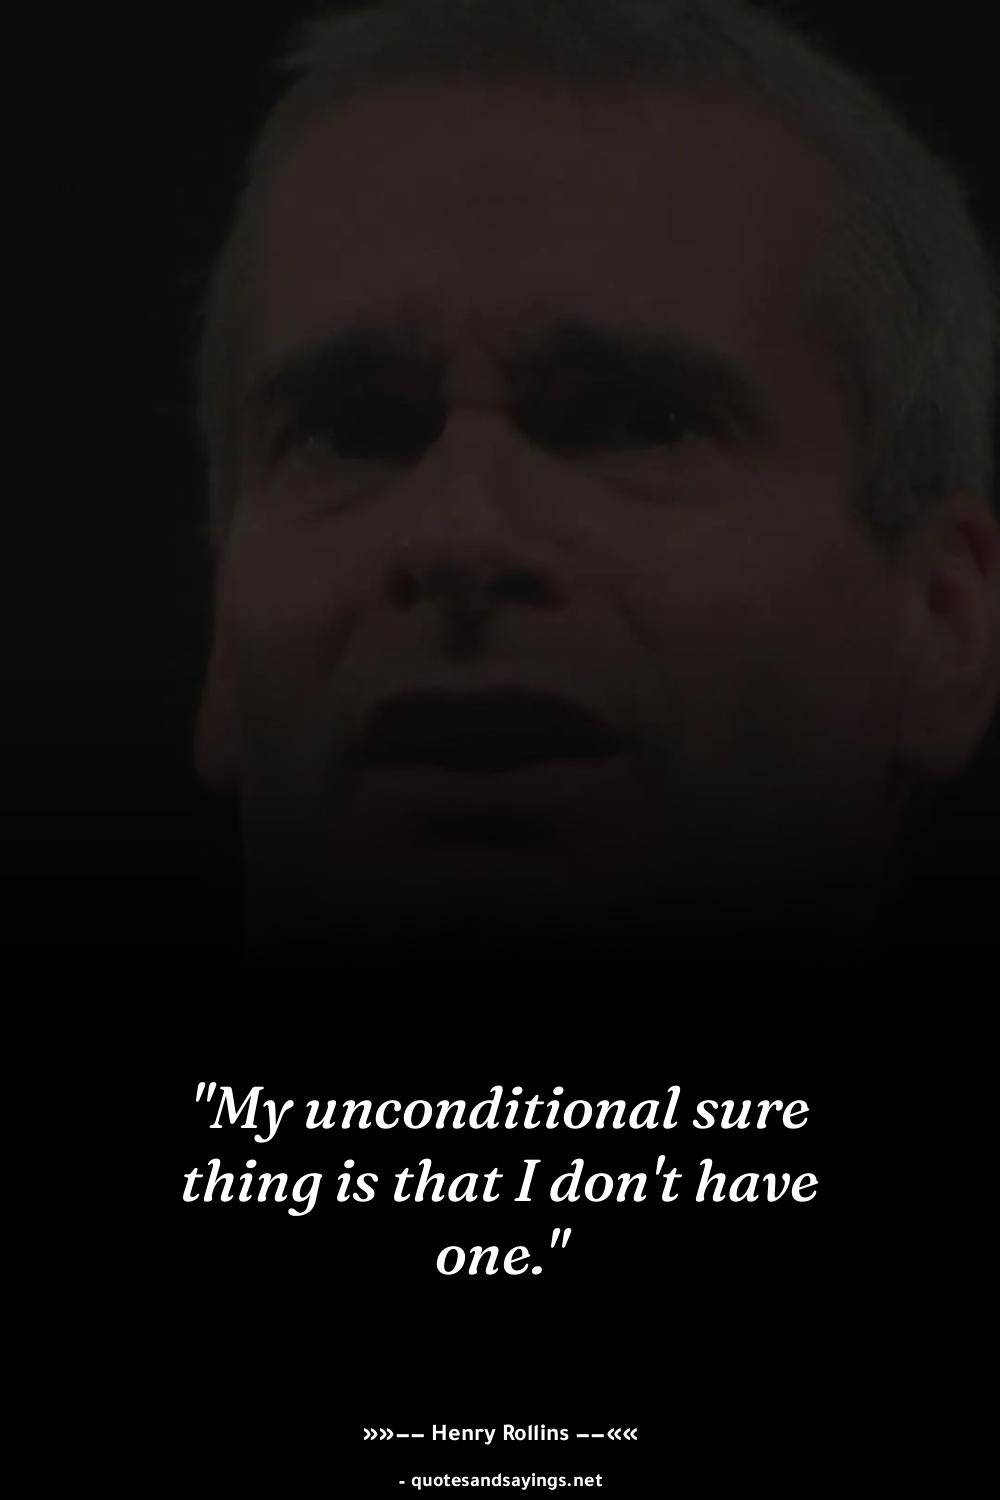 "My unconditional sure
thing is that I don't have
one."
»»—— Henry Rollins ——««
- quotesandsayings.net